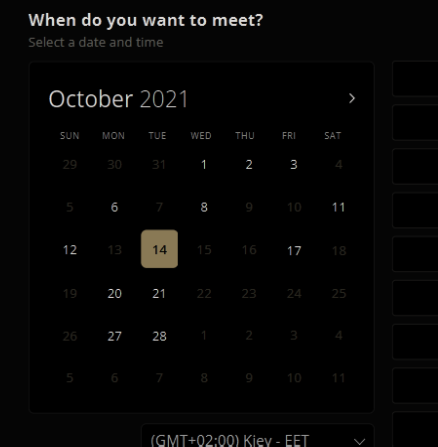 When do you want to meet?
Select a date and time
October 2021 >
SUN MON TUE WED THU FRI SAT
29 30 31 1 2 3 4
5 6 7 8 9 10 11
12 13 14 15 16 17 18
19 20 21 22 23 24 25
26 27 28 1 2 3 4
5 6 7 8 9 10 11
(GMT+02:00) Kiev - EET